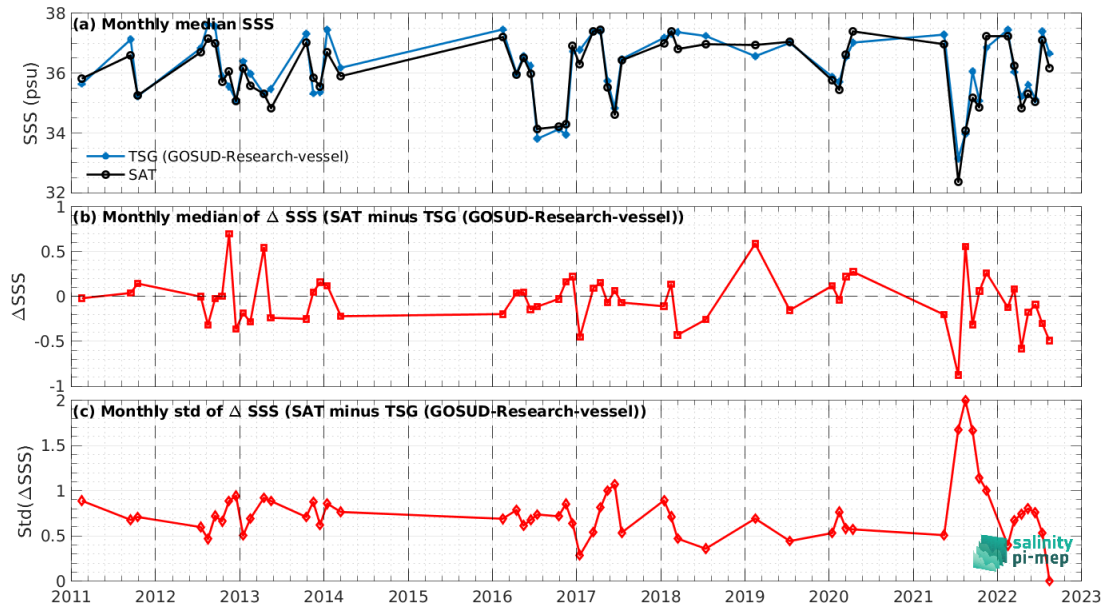 (a) Monthly median SSS
38
36
34
32
SSS (psu)
TSG (GOSUD-Research-vessel)
SAT
(b) Monthly median of Δ SSS (SAT minus TSG (GOSUD-Research-vessel))
1
0.5
0
-0.5
-1
ΔSSS
(c) Monthly std of Δ SSS (SAT minus TSG (GOSUD-Research-vessel))
2
1.5
1
0.5
0
Std(ΔSSS)
salinity
pi-mep
2011 2012 2013 2014 2015 2016 2017 2018 2019 2020 2021 2022 2023